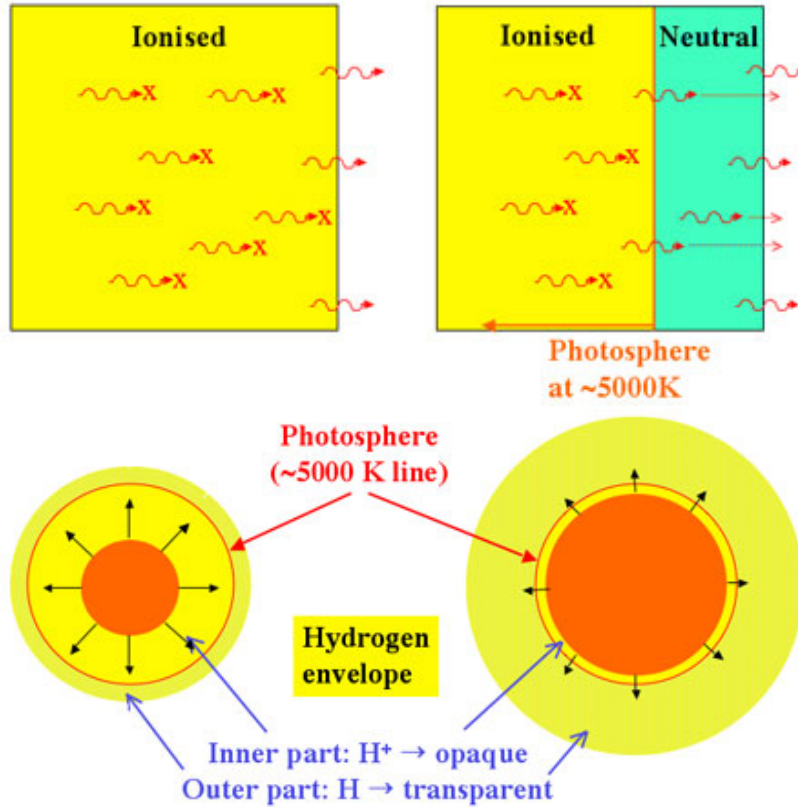 Ionised
X X
X
X X
X
X
Ionised Neutral
X
X
X
X
Photosphere
at ~5000K
Photosphere
(~5000 K line)
Hydrogen
envelope
Inner part: H⁺ → opaque
Outer part: H → transparent